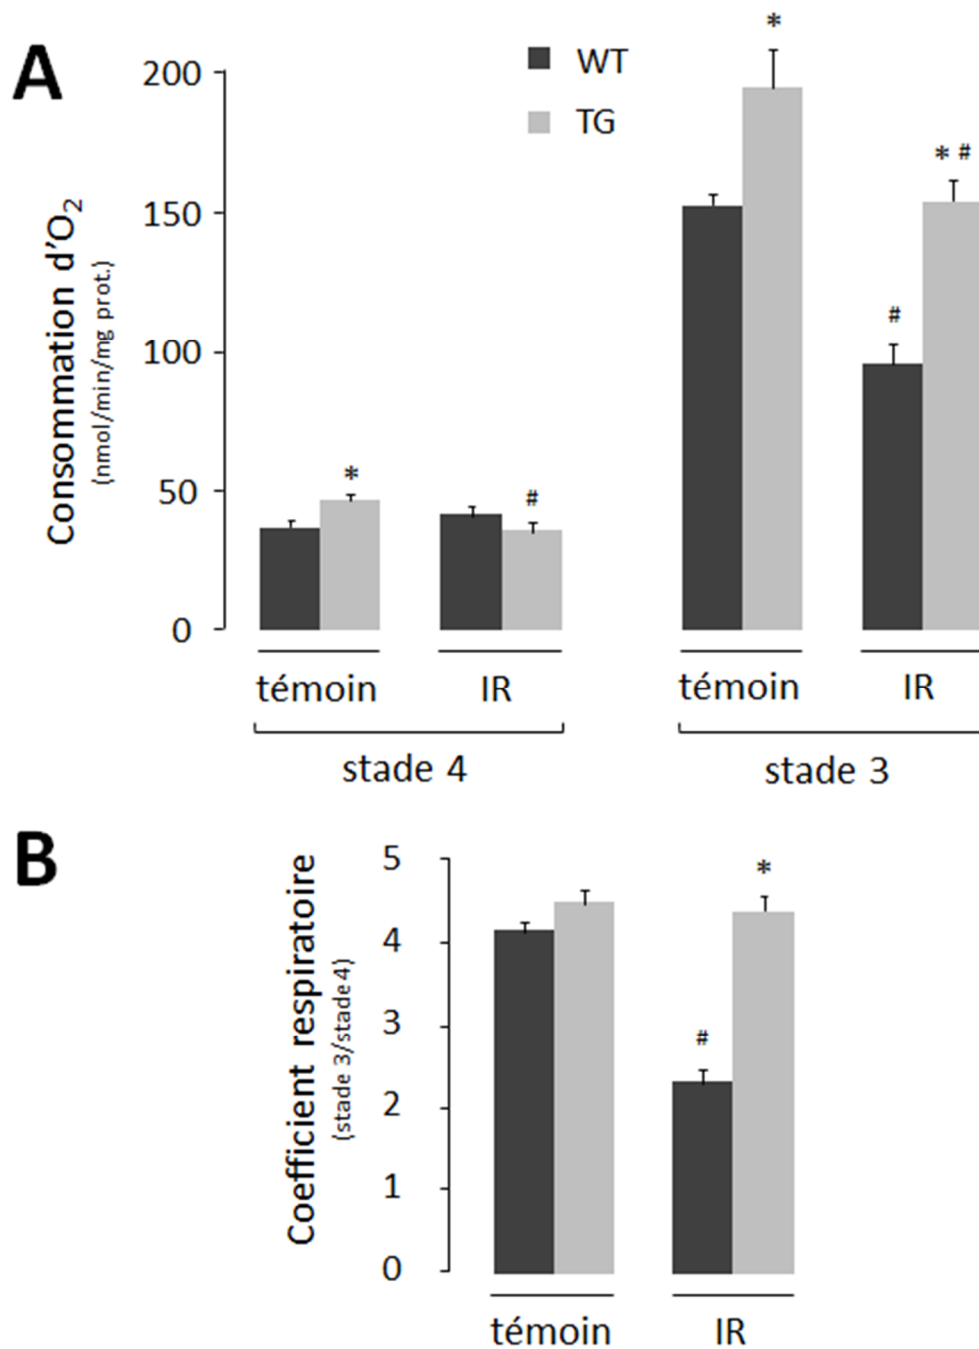 A
WT
TG
Consommation d'O₂
(nmol/min/mg prot.)
200
150
100
50
0
*
#
*
* #
#
témoin IR témoin IR
stade 4 stade 3
B
Coefficient respiratoire
(stade 3/stade 4)
5
4
3
2
1
0
*
#
témoin IR